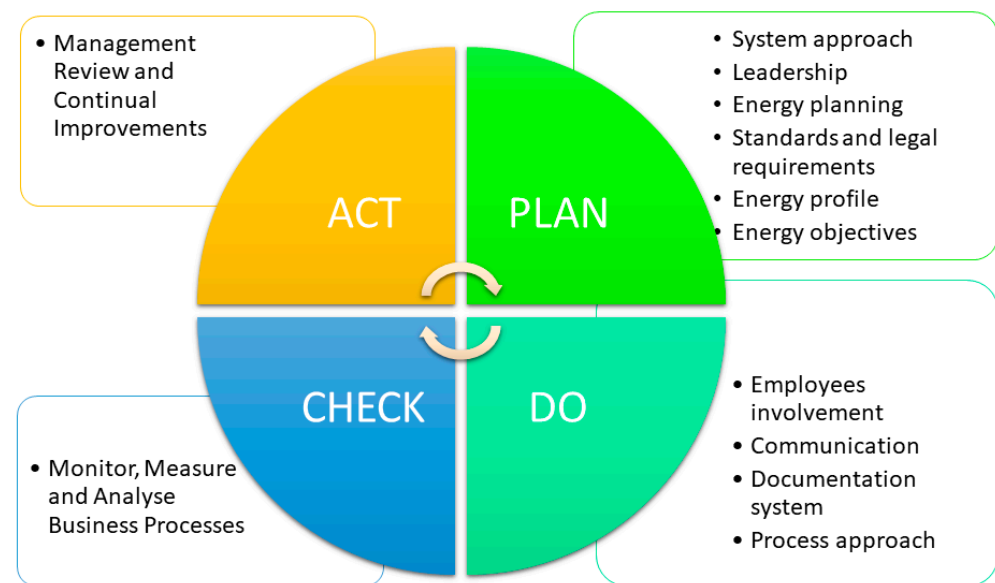 • Management
Review and
Continual
Improvements
• System approach
• Leadership
• Energy planning
• Standards and legal
requirements
• Energy profile
• Energy objectives
ACT
PLAN
CHECK
DO
• Monitor, Measure
and Analyse
Business Processes
• Employees
involvement
• Communication
• Documentation
system
• Process approach